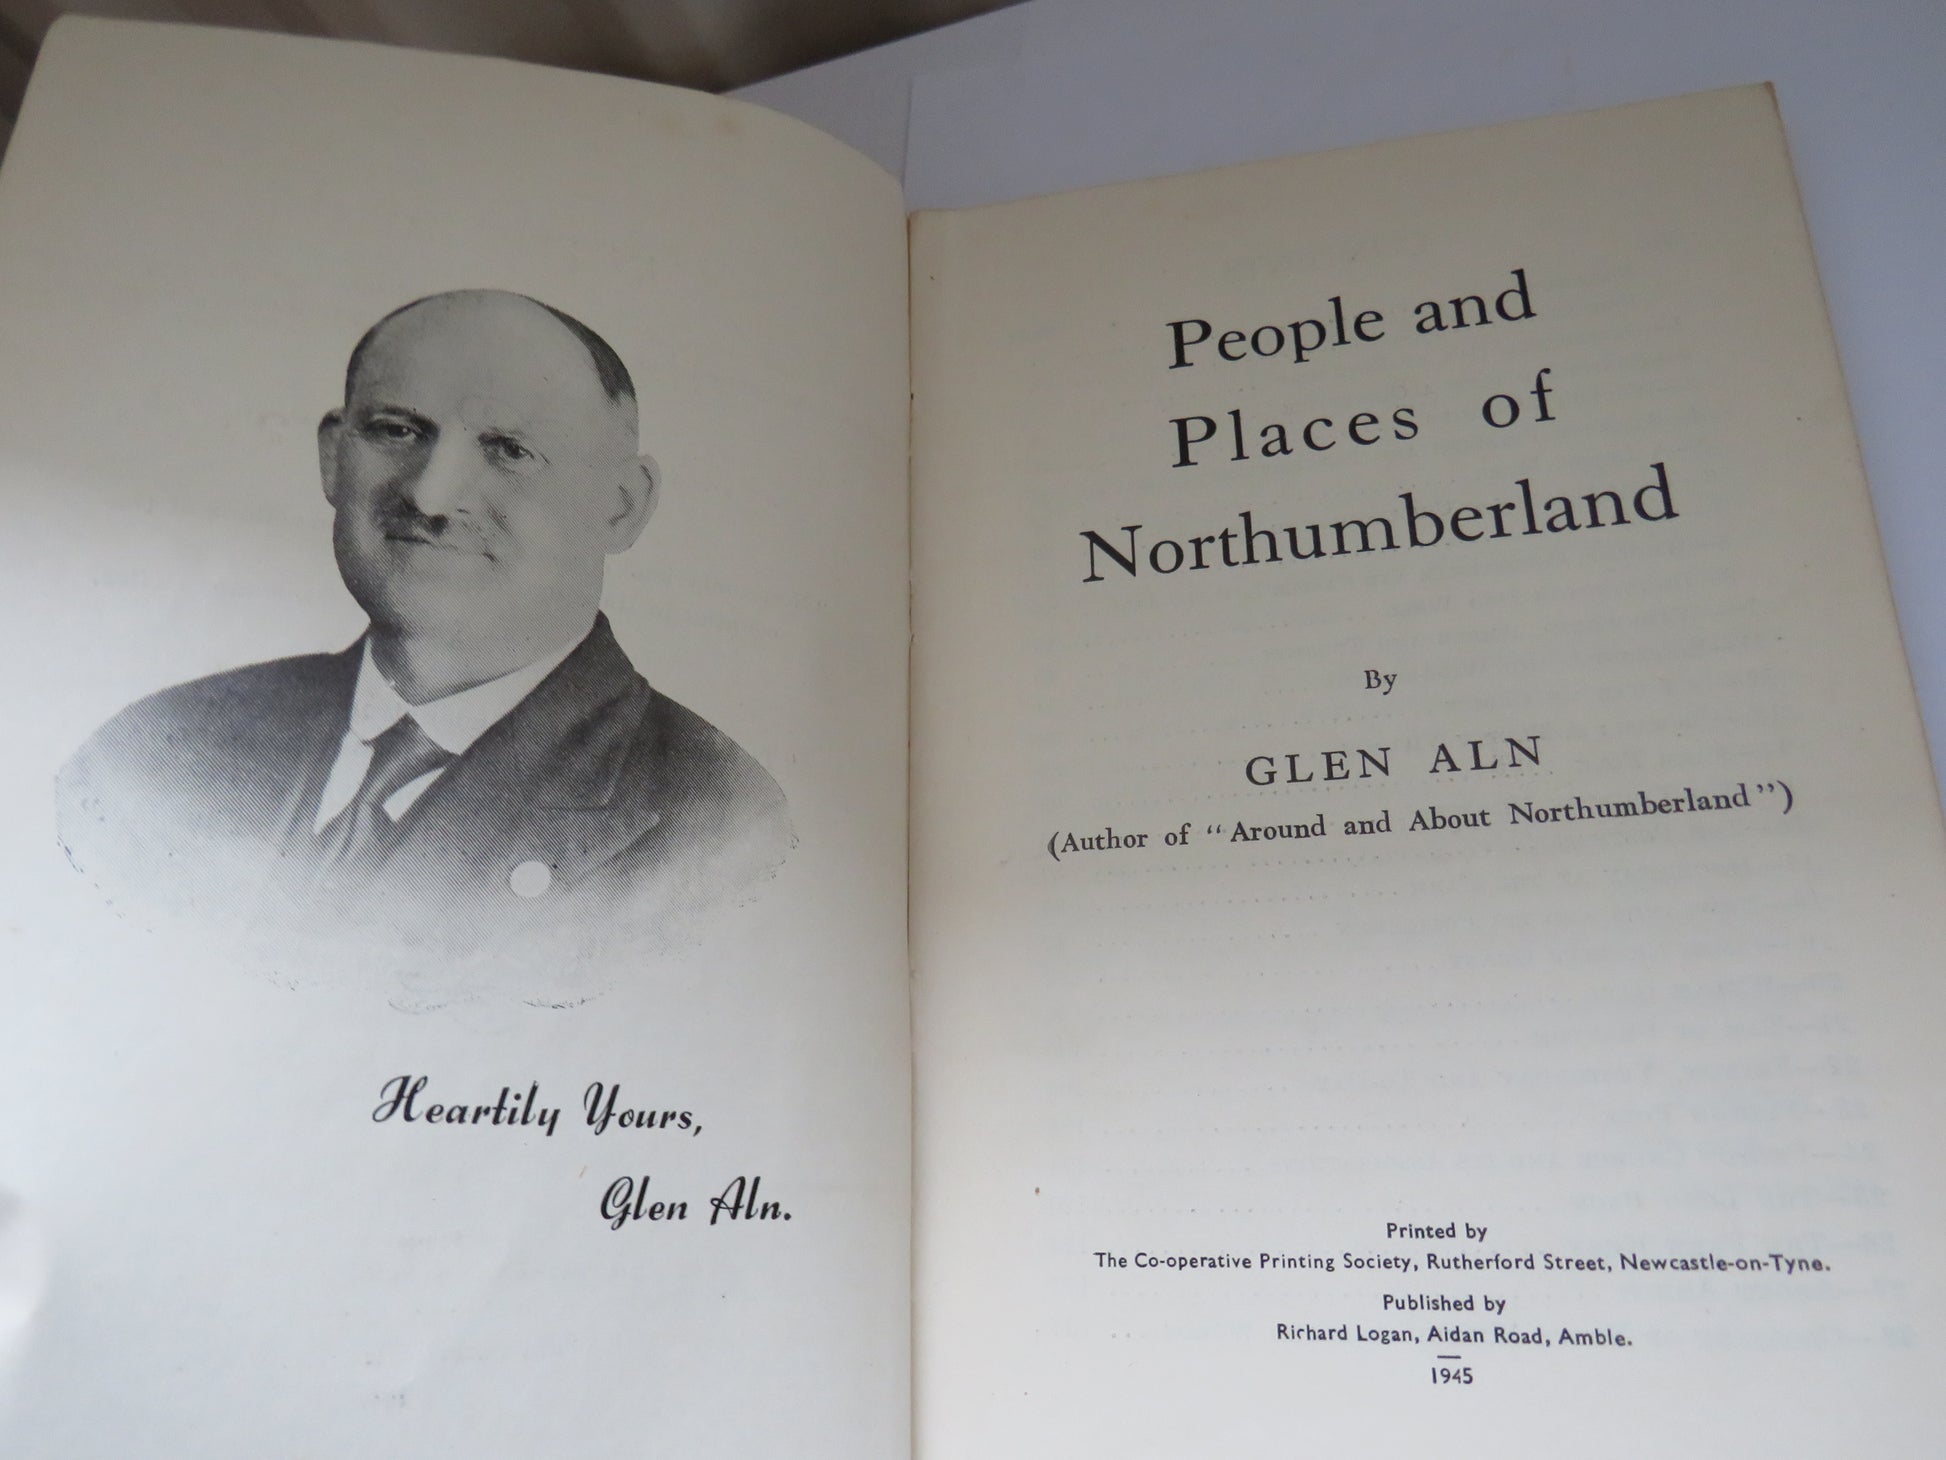 Heartily Yours,
Glen Aln.
People and
Places of
Northumberland
By
GLEN ALN
(Author of “Around and About Northumberland”)
Printed by
The Co-operative Printing Society, Rutherford Street, Newcastle-on-Tyne.
Published by
Richard Logan, Aidan Road, Amble.
1945